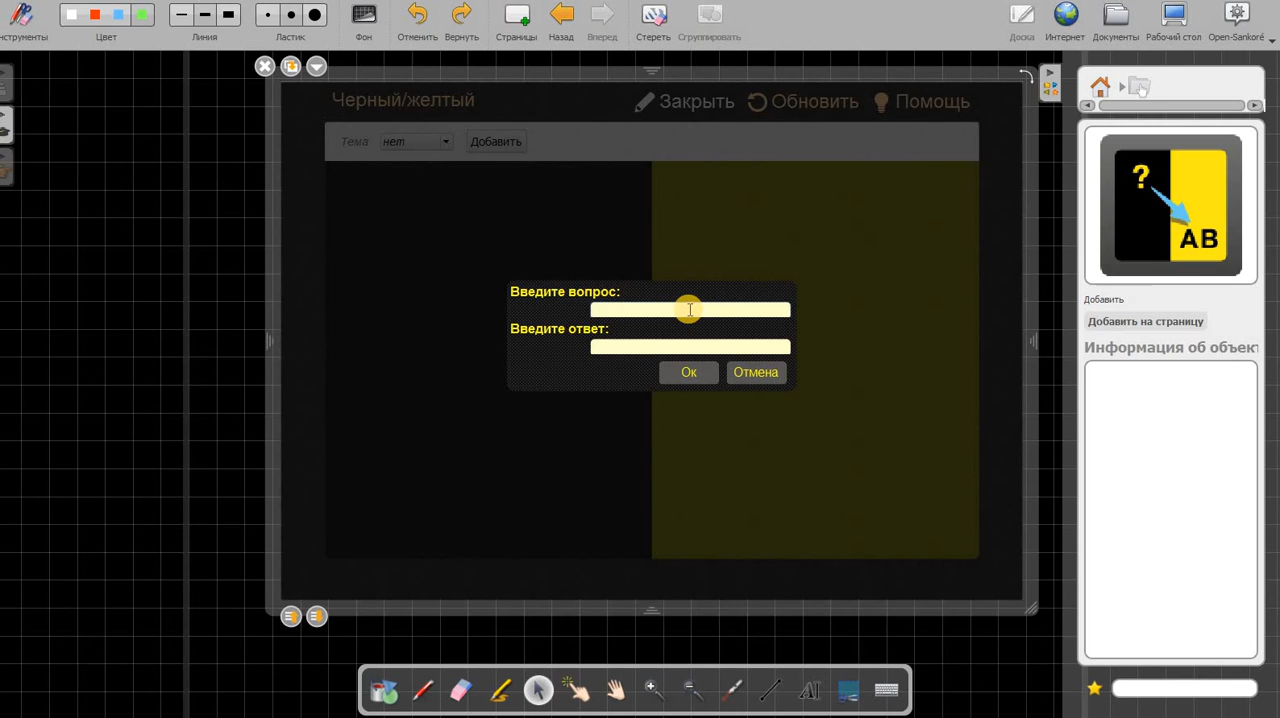 нструменты
Цвет
Линия
Ластик
Фон
Отменить
Вернуть
Страницы
Назад
Вперед
Стереть
Сгруппировать
Доска
Интернет
Документы
Рабочий стол
Open-Sankoré
Черный/желтый
Закрыть
Обновить
Помощь
Тема
нет
Добавить
Введите вопрос:
Введите ответ:
Ок
Отмена
?
AB
Добавить
Добавить на страницу
Информация об объект
AI